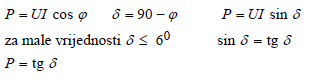 P = UI cos φ   δ = 90 – φ   P = UI sin δ
za male vrijednosti δ ≤ 6⁰   sin δ = tg δ
P = tg δ